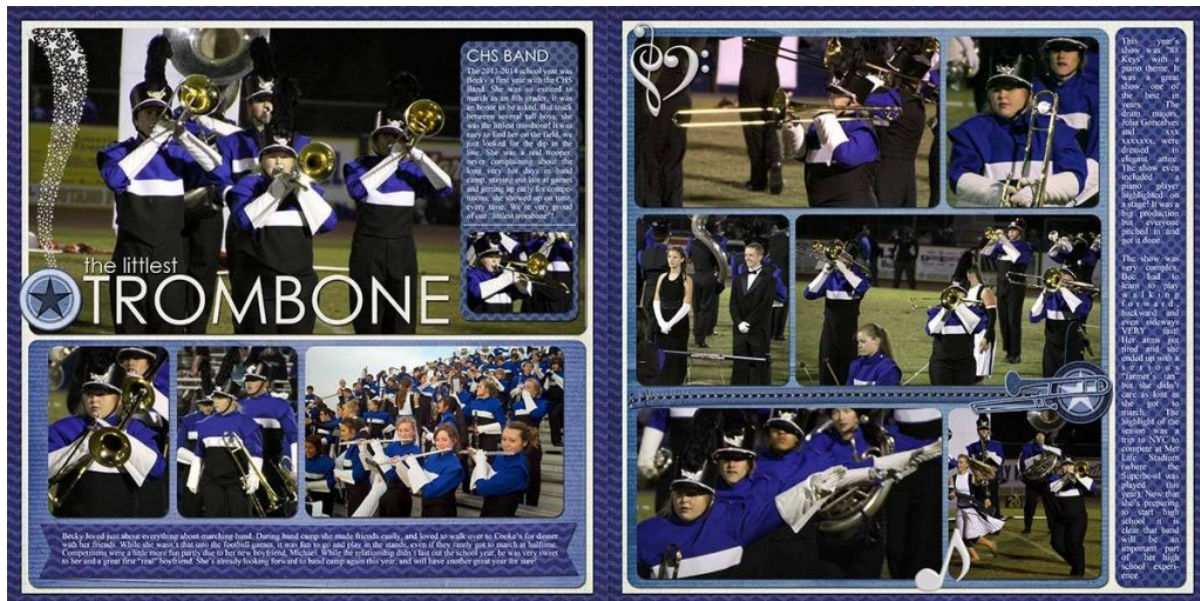 the littlest
TROMBONE
CHS BAND
The 2013-2014 school year was
Becky's first year with the CHS
Band. She was so excited to
march as an 8th grader, it was
an honor to be asked. But stuck
between several tall boys, she
was the littlest trombone! It was
easy to find her on the field, we
just looked for the dip in the
line. She was a real trooper,
never complaining about the
long very hot days in band
camp, staying out late at games
and getting up early for compe-
titions, she showed up on time,
every time. We're very proud
of our "littlest trombone"!
Becky loved just about everything about marching band. During band camp she made friends easily, and loved to walk over to Cooke's for dinner
with her friends. While she wasn't that into the football games, it was fun to go and play in the stands, even if they rarely got to march at halftime.
Competitions were a little more fun partly due to her new boyfriend, Michael. While the relationship didn't last out the school year, he was very sweet
to her and a great first "real" boyfriend. She's already looking forward to band camp again this year, and will have another great year for sure!
This year's
show was "88
Keys" with a
piano theme. It
was a great
show, one of
the best in
years. The
drum majors,
Julia Goncalves
and xxx
xxxxxxx, were
dressed in
elegant attire.
The show even
included a
piano player
highlighted on
a stage! It was a
big production
but everyone
pitched in and
got it done.
The show was
very complex,
Bec had to
learn to play
walking
forward,
backward and
even sideways
VERY fast!
Her arms got
tired and she
ended up with a
serious
"farmer's tan"
but she didn't
care as long as
she got to
march. The
highlight of the
season was a
trip to NYC to
compete at Met
Life Stadium
(where the
Superbowl was
played this
year). Now that
she's preparing
to start high
school it is
clear that band
will be an
important part
of her high
school experi-
ence.